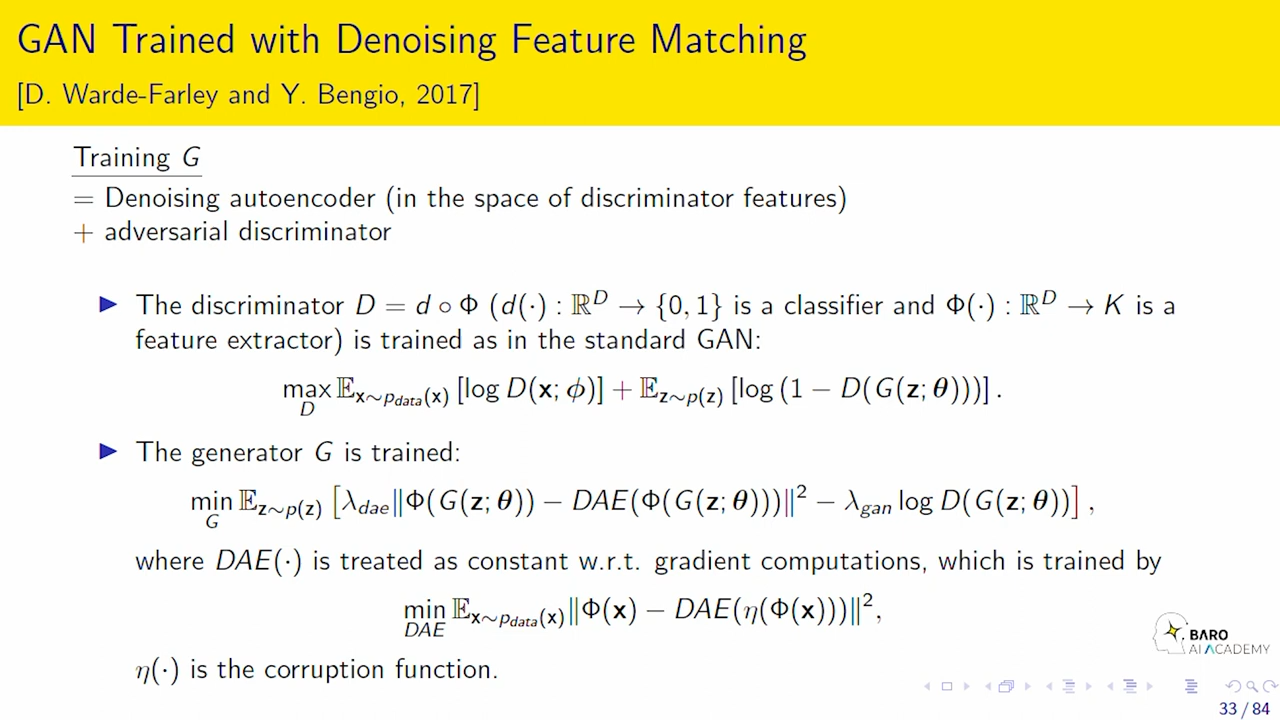 GAN Trained with Denoising Feature Matching
[D. Warde-Farley and Y. Bengio, 2017]
Training G
= Denoising autoencoder (in the space of discriminator features)
+ adversarial discriminator
▶ The discriminator D = d ∘ Φ (d(·) : ℝ^D → {0, 1} is a classifier and Φ(·) : ℝ^D → K is a
feature extractor) is trained as in the standard GAN:
max_D 𝔼_{x∼p_data(x)} [log D(x; ϕ)] + 𝔼_{z∼p(z)} [log (1 − D(G(z; θ)))] .
▶ The generator G is trained:
min_G 𝔼_{z∼p(z)} [λ_dae‖Φ(G(z; θ)) − DAE(Φ(G(z; θ)))‖² − λ_gan log D(G(z; θ))] ,
where DAE(·) is treated as constant w.r.t. gradient computations, which is trained by
min_DAE 𝔼_{x∼p_data(x)}‖Φ(x) − DAE(η(Φ(x)))‖²,
η(·) is the corruption function.
BARO
AI ACADEMY
33 / 84